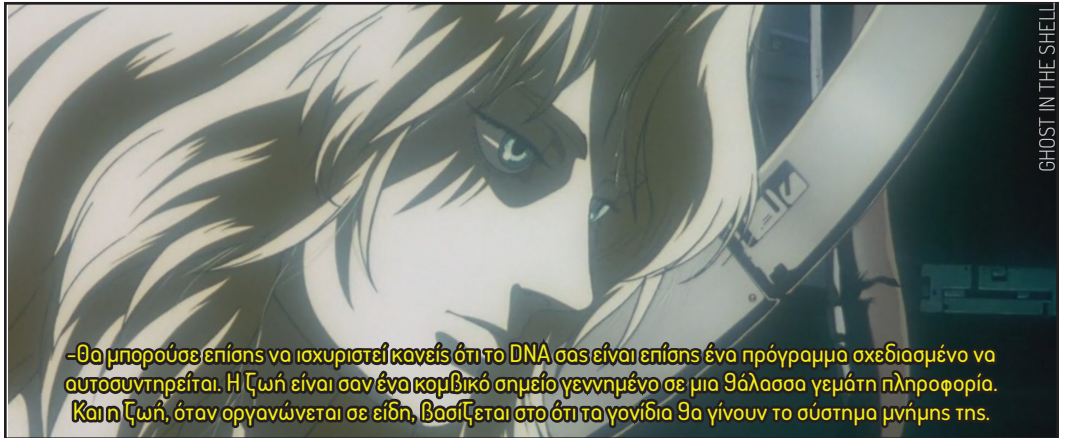 GHOST IN THE SHELL
-Θα μπορούσε επίσης να ισχυριστεί κανείς ότι το DNA σας είναι επίσης ένα πρόγραμμα σχεδιασμένο να
αυτοσυντηρείται. Η ζωή είναι σαν ένα κομβικό σημείο γεννημένο σε μια θάλασσα γεμάτη πληροφορία.
Και η ζωή, όταν οργανώνεται σε είδη, βασίζεται στο ότι τα γονίδια θα γίνουν το σύστημα μνήμης της.